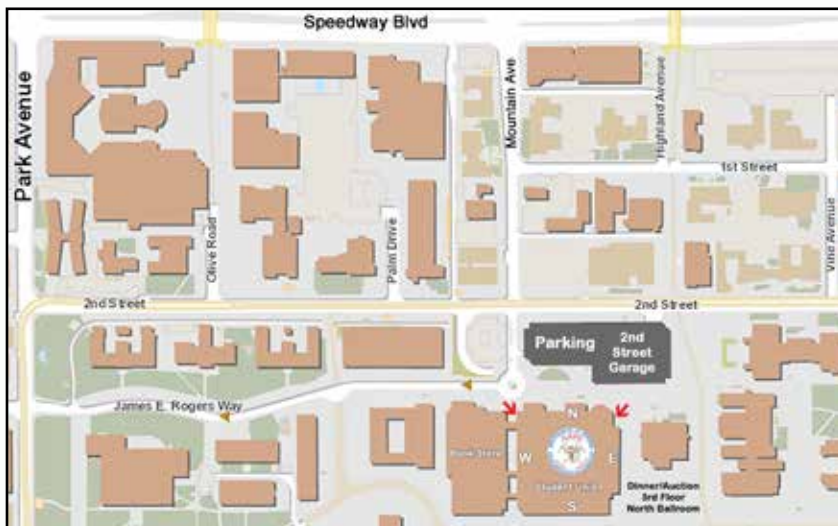 Speedway Blvd
Park Avenue
Mountain Ave
Highland Avenue
1st Street
Olive Road
Palm Drive
Vine Avenue
2nd Street
2nd Street
Parking
2nd
Street
Garage
James E. Rogers Way
N
Book Store
W
E
Student Union
S
Dinner/Auction
3rd Floor
North Ballroom